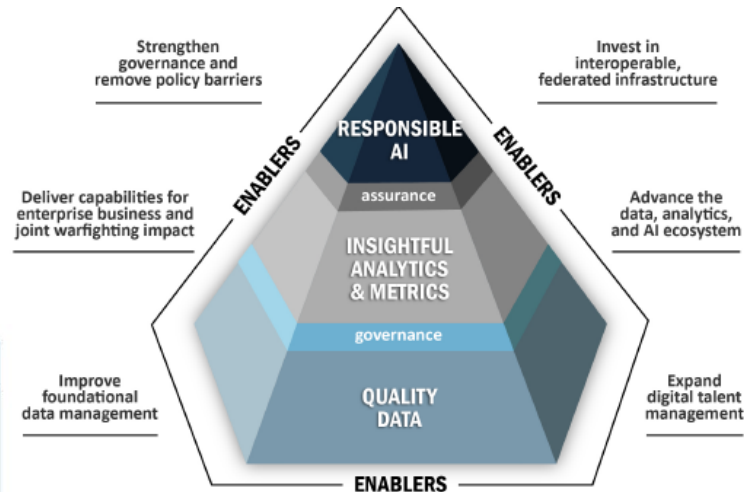 Strengthen
governance and
remove policy barriers
Invest in
interoperable,
federated infrastructure
ENABLERS
ENABLERS
RESPONSIBLE
AI
assurance
Deliver capabilities for
enterprise business and
joint warfighting impact
Advance the
data, analytics,
and AI ecosystem
INSIGHTFUL
ANALYTICS
& METRICS
governance
Improve
foundational
data management
Expand
digital talent
management
QUALITY
DATA
ENABLERS